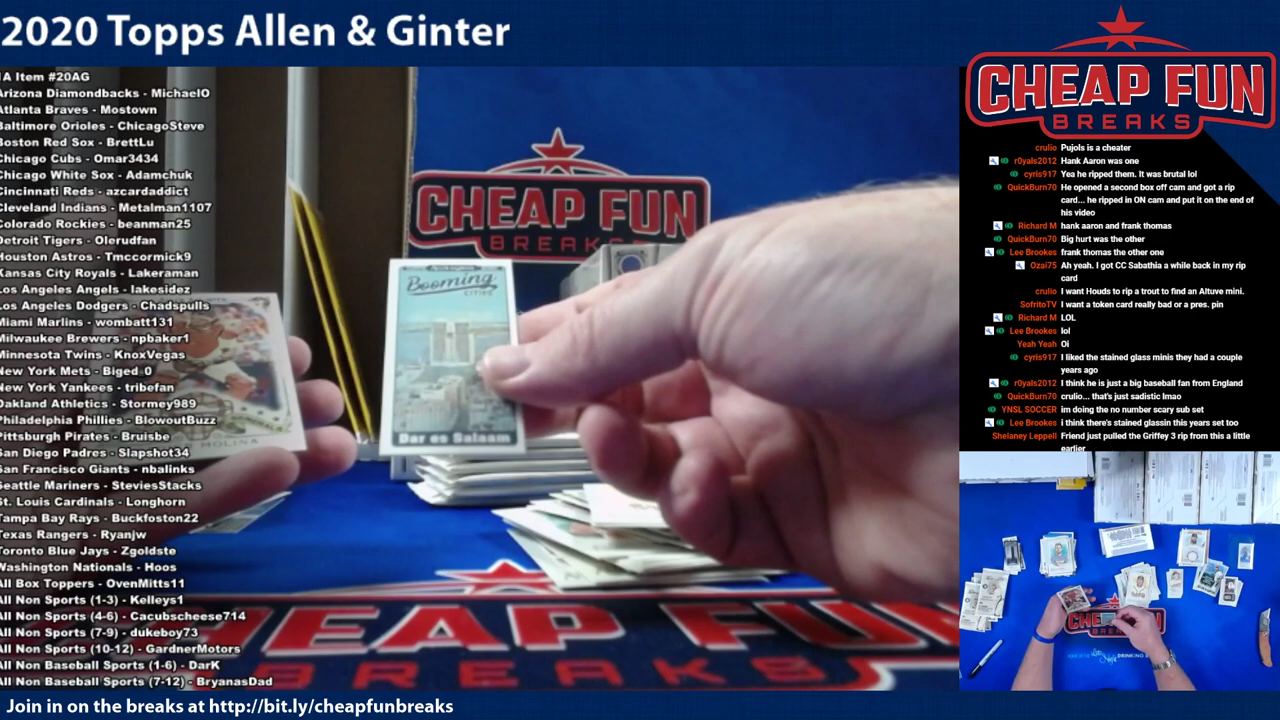 2020 Topps Allen & Ginter
1A Item #20AG
Arizona Diamondbacks - MichaelO
Atlanta Braves - Mostown
Baltimore Orioles - ChicagoSteve
Boston Red Sox - BrettLu
Chicago Cubs - Omar3434
Chicago White Sox - Adamchuk
Cincinnati Reds - azcardaddict
Cleveland Indians - Metalman1107
Colorado Rockies - beanman25
Detroit Tigers - Olerudfan
Houston Astros - Tmccormick9
Kansas City Royals - Lakeraman
Los Angeles Angels - lakesidez
Los Angeles Dodgers - Chadspulls
Miami Marlins - wombatt131
Milwaukee Brewers - npbaker1
Minnesota Twins - KnoxVegas
New York Mets - Biged_0
New York Yankees - tribefan
Oakland Athletics - Stormey989
Philadelphia Phillies - BlowoutBuzz
Pittsburgh Pirates - Bruisbe
San Diego Padres - Slapshot34
San Francisco Giants - nbalinks
Seattle Mariners - SteviesStacks
St. Louis Cardinals - Longhorn
Tampa Bay Rays - Buckfoston22
Texas Rangers - Ryanjw
Toronto Blue Jays - Zgoldste
Washington Nationals - Hoos
All Box Toppers - OvenMitts11
All Non Sports (1-3) - Kelleys1
All Non Sports (4-6) - Cacubscheese714
All Non Sports (7-9) - dukeboy73
All Non Sports (10-12) - GardnerMotors
All Non Baseball Sports (1-6) - DarK
All Non Baseball Sports (7-12) - BryanasDad
MOLINA
CHEAP FUN
BREAKS
Booming
CITIES
Dar es Salaam
CHEAP FUN
BREAKS
CHEAP FUN
BREAKS
crulio Pujols is a cheater
r0yals2012 Hank Aaron was one
cyris917 Yea he ripped them. It was brutal lol
QuickBurn70 He opened a second box off cam and got a rip
card... he ripped in ON cam and put it on the end of
his video
Richard M hank aaron and frank thomas
QuickBurn70 Big hurt was the other
Lee Brookes frank thomas the other one
Ozai75 Ah yeah. I got CC Sabathia a while back in my rip
card
crulio I want Houds to rip a trout to find an Altuve mini.
SofritoTV I want a token card really bad or a pres. pin
Richard M LOL
Lee Brookes lol
Yeah Yeah Oi
cyris917 I liked the stained glass minis they had a couple
years ago
r0yals2012 I think he is just a big baseball fan from England
QuickBurn70 crulio... that's just sadistic lmao
YNSL SOCCER im doing the no number scary sub set
Lee Brookes i think there's stained glassin this years set too
Shelaney Leppell Friend just pulled the Griffey 3 rip from this a little
earlier
CHEAP FUN
BREAKS
Join in on the breaks at http://bit.ly/cheapfunbreaks